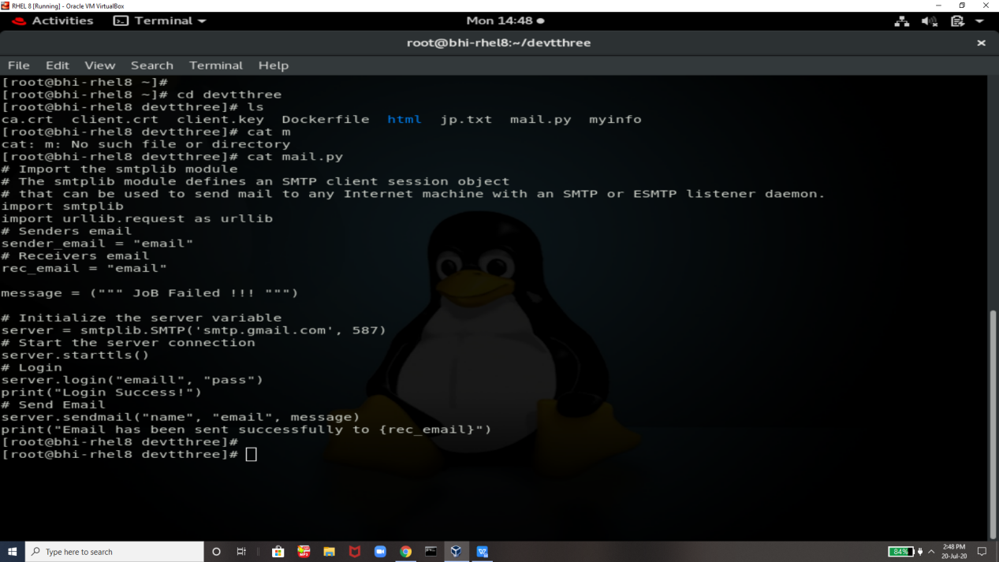 RHEL 8 [Running] - Oracle VM VirtualBox
Activities Terminal Mon 14:48
root@bhi-rhel8:~/devtthree
File Edit View Search Terminal Help
[root@bhi-rhel8 ~]#
[root@bhi-rhel8 ~]# cd devtthree
[root@bhi-rhel8 devtthree]# ls
ca.crt client.crt client.key Dockerfile html jp.txt mail.py myinfo
[root@bhi-rhel8 devtthree]# cat m
cat: m: No such file or directory
[root@bhi-rhel8 devtthree]# cat mail.py
# Import the smtplib module
# The smtplib module defines an SMTP client session object
# that can be used to send mail to any Internet machine with an SMTP or ESMTP listener daemon.
import smtplib
import urllib.request as urllib
# Senders email
sender_email = "email"
# Receivers email
rec_email = "email"
message = (""" JoB Failed !!! """)
# Initialize the server variable
server = smtplib.SMTP('smtp.gmail.com', 587)
# Start the server connection
server.starttls()
# Login
server.login("emaill", "pass")
print("Login Success!")
# Send Email
server.sendmail("name", "email", message)
print("Email has been sent successfully to {rec_email}")
[root@bhi-rhel8 devtthree]#
[root@bhi-rhel8 devtthree]#
Type here to search
84%
2:48 PM
20-Jul-20